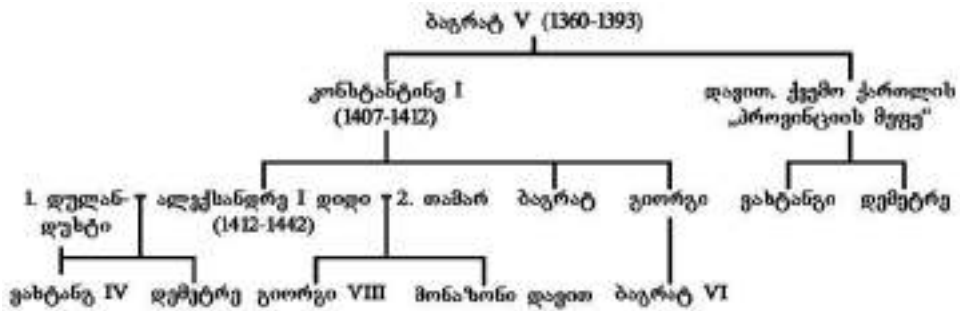 ბაგრატ V (1360-1393)
კონსტანტინე I
(1407-1412)
დავით, ქვემო ქართლის
„პროვინციის მეფე“
1. დულან-
დუხტი
ალექსანდრე I დიდი
(1412-1442)
2. თამარ
ბაგრატ
გიორგი
ვახტანგი
დემეტრე
ვახტანგ IV
დემეტრე
გიორგი VIII
მონაზონი დავით
ბაგრატ VI